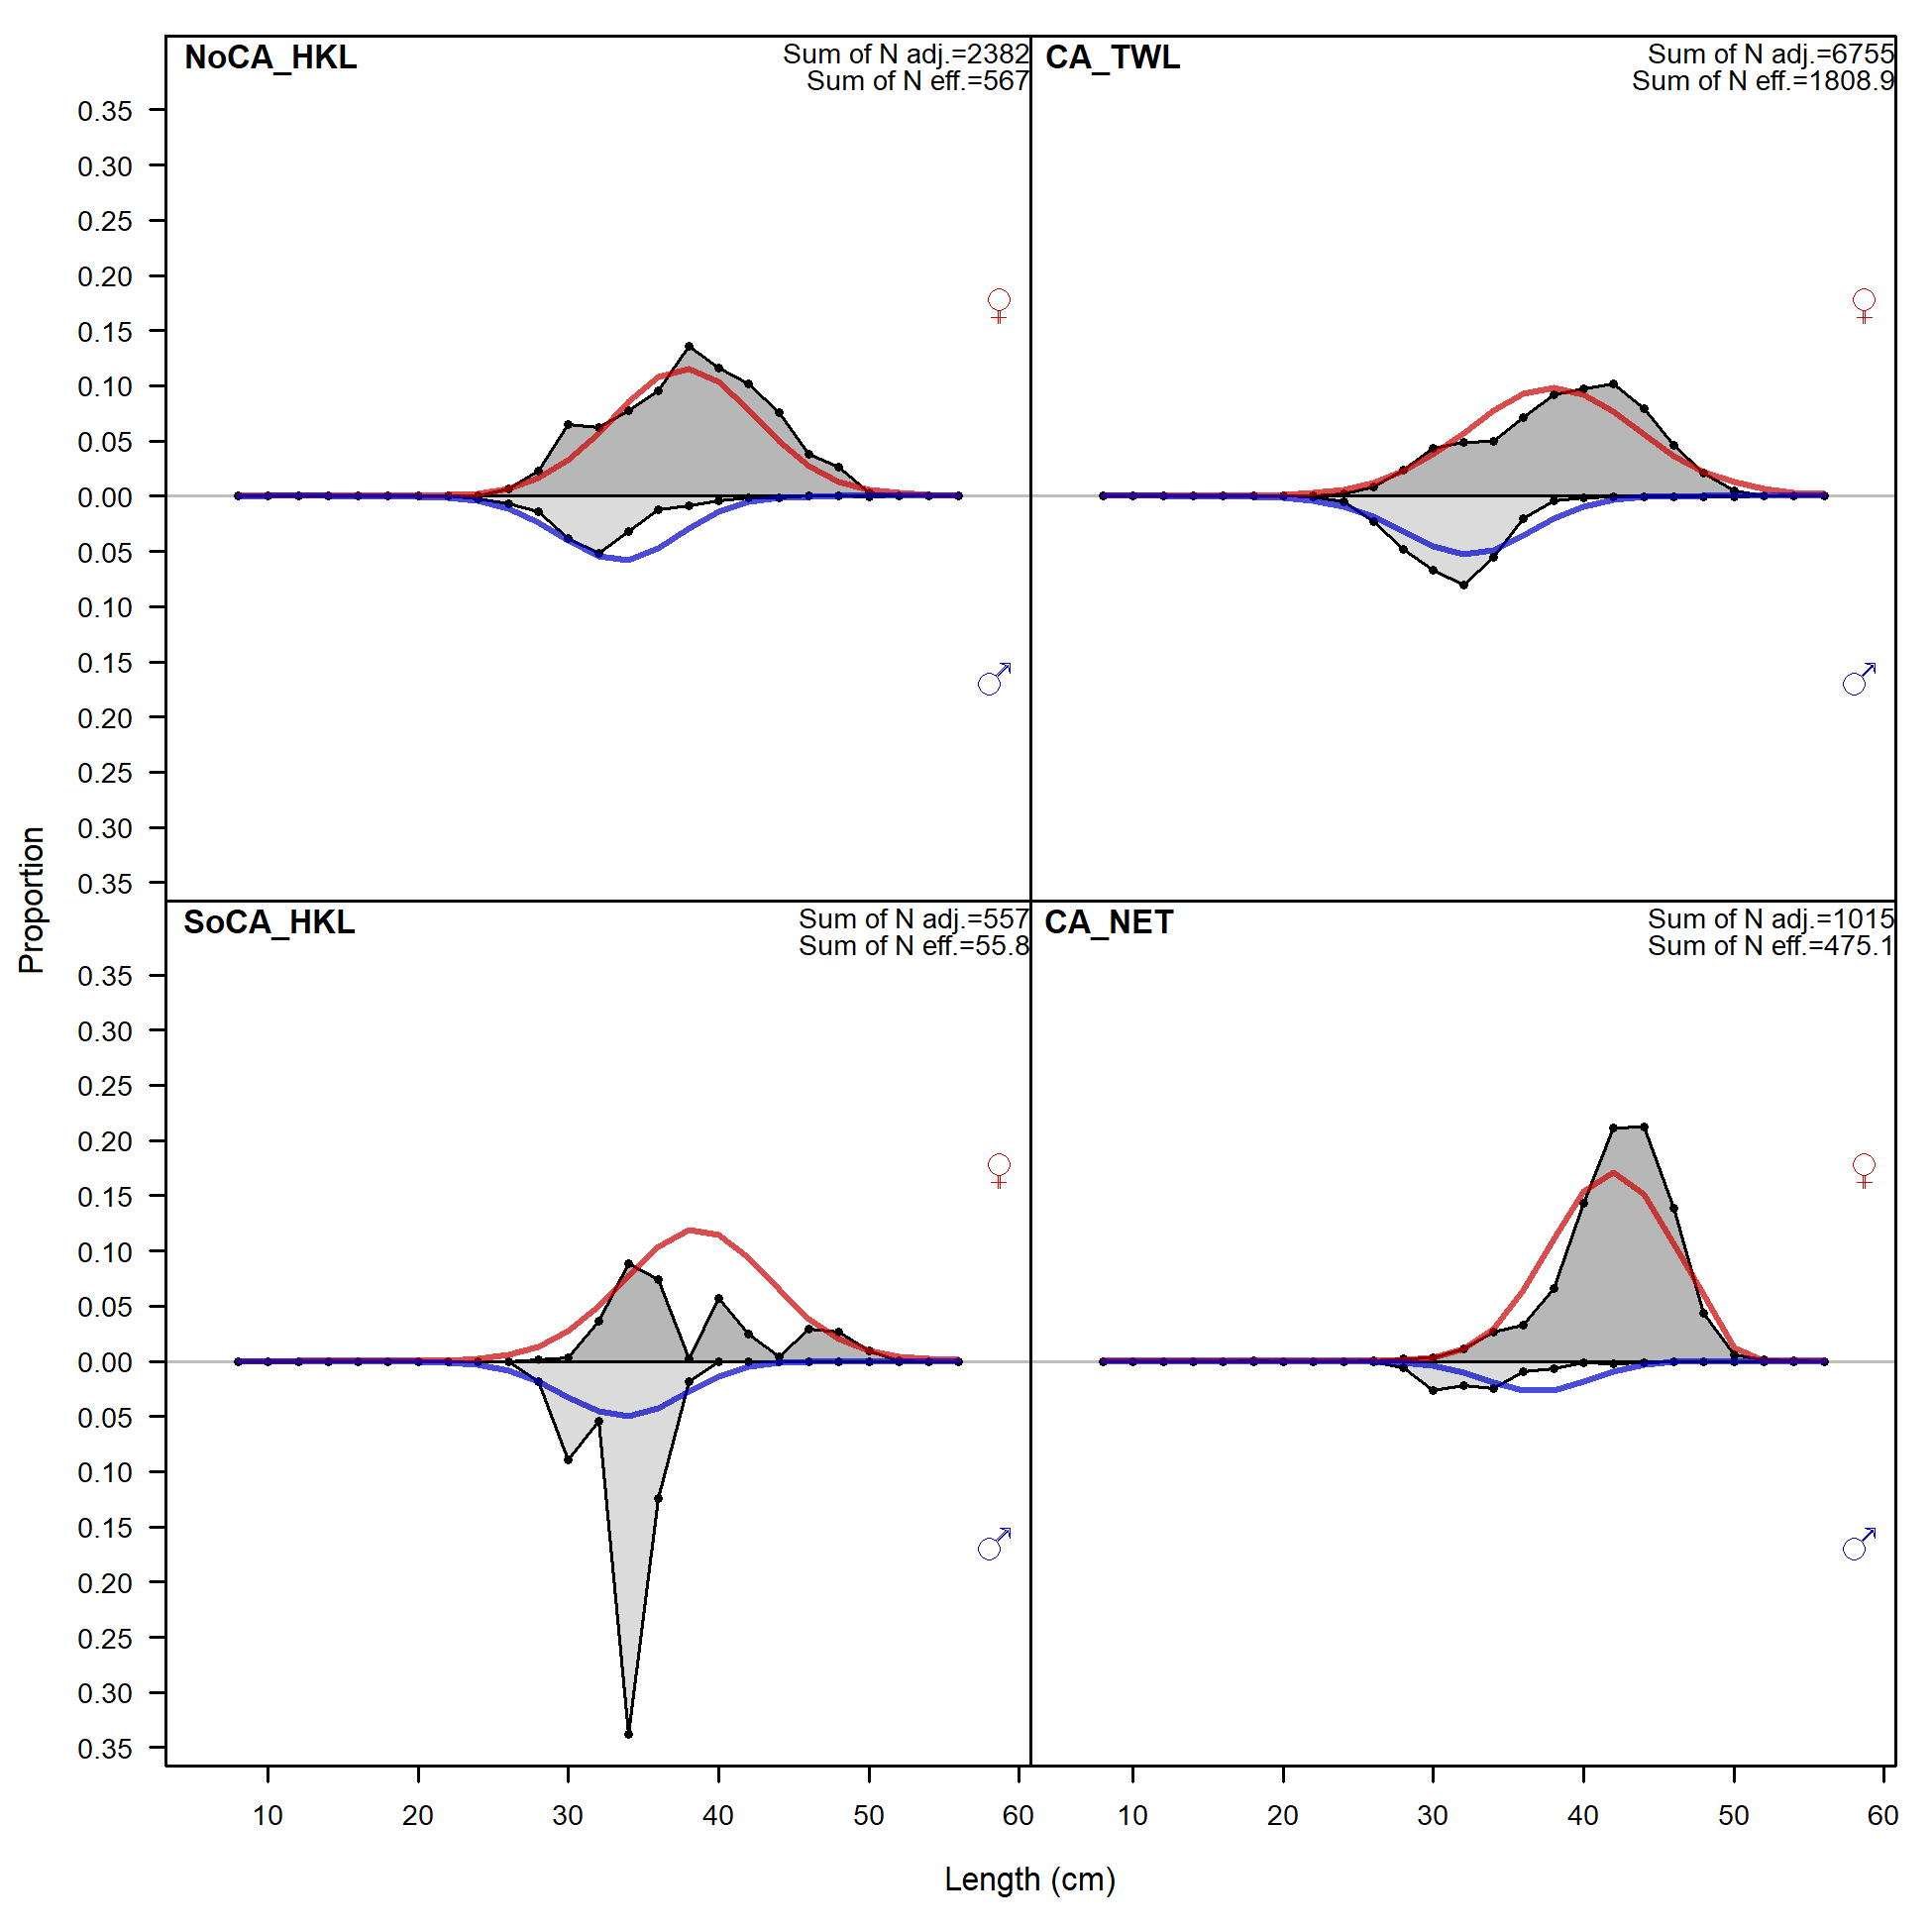 NoCA_HKL
Sum of N adj.=2382
Sum of N eff.=567
CA_TWL
Sum of N adj.=6755
Sum of N eff.=1808.9
0.35
0.30
0.25
0.20
0.15
0.10
0.05
0.00
0.05
0.10
0.15
0.20
0.25
0.30
0.35
♀
♂
♀
♂
SoCA_HKL
Sum of N adj.=557
Sum of N eff.=55.8
CA_NET
Sum of N adj.=1015
Sum of N eff.=475.1
0.35
0.30
0.25
0.20
0.15
0.10
0.05
0.00
0.05
0.10
0.15
0.20
0.25
0.30
0.35
♀
♂
♀
♂
Proportion
10 20 30 40 50 60 10 20 30 40 50 60
Length (cm)